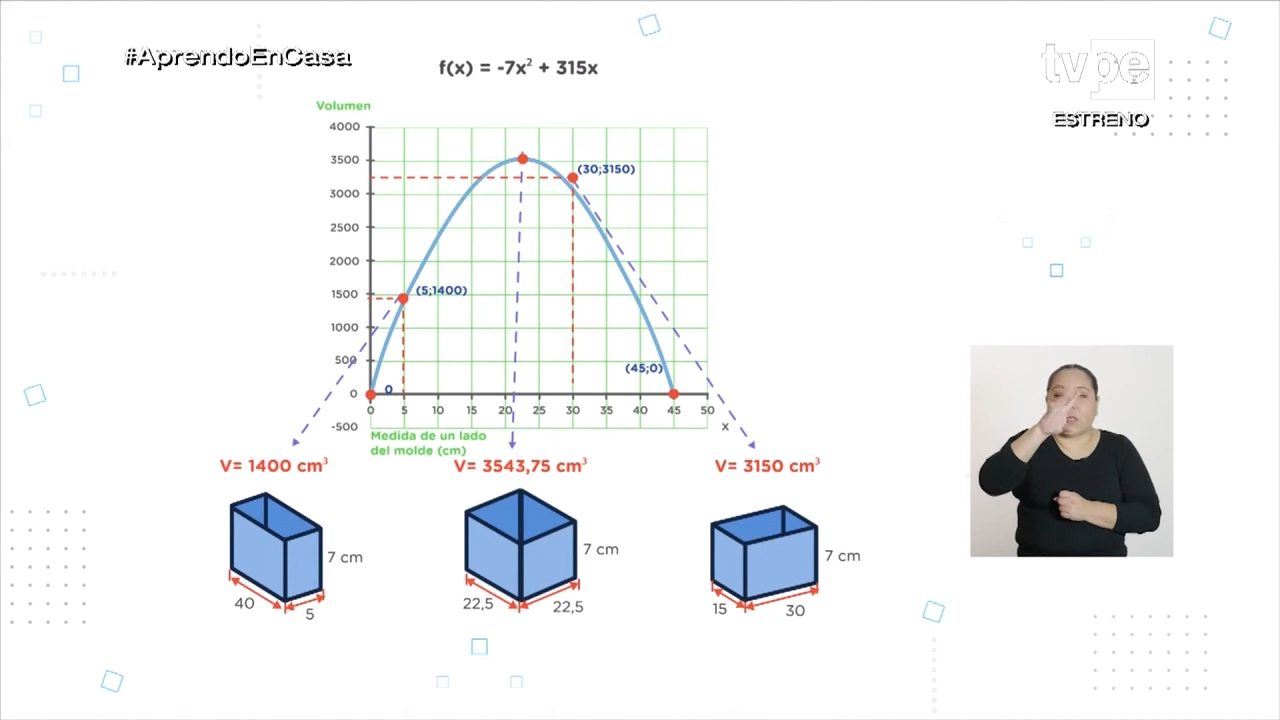 #AprendoEnCasa
tvpe
ESTRENO
f(x) = -7x² + 315x
Volumen
4000
3500
3000
2500
2000
1500
1000
500
0
-500
(30;3150)
(5;1400)
(45;0)
0
0 5 10 15 20 25 30 35 40 45 50
x
Medida de un lado
del molde (cm)
V= 1400 cm³
V= 3543,75 cm³
V= 3150 cm³
7 cm
40
5
7 cm
22,5
22,5
7 cm
15
30